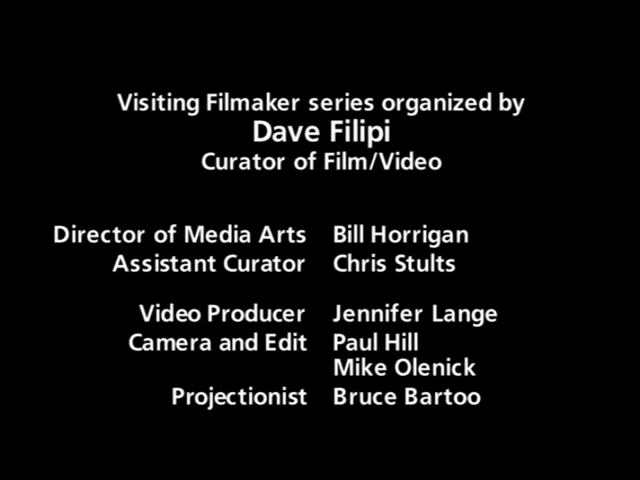 Visiting Filmaker series organized by
Dave Filipi
Curator of Film/Video
Director of Media Arts Bill Horrigan
Assistant Curator Chris Stults
Video Producer Jennifer Lange
Camera and Edit Paul Hill
Mike Olenick
Projectionist Bruce Bartoo